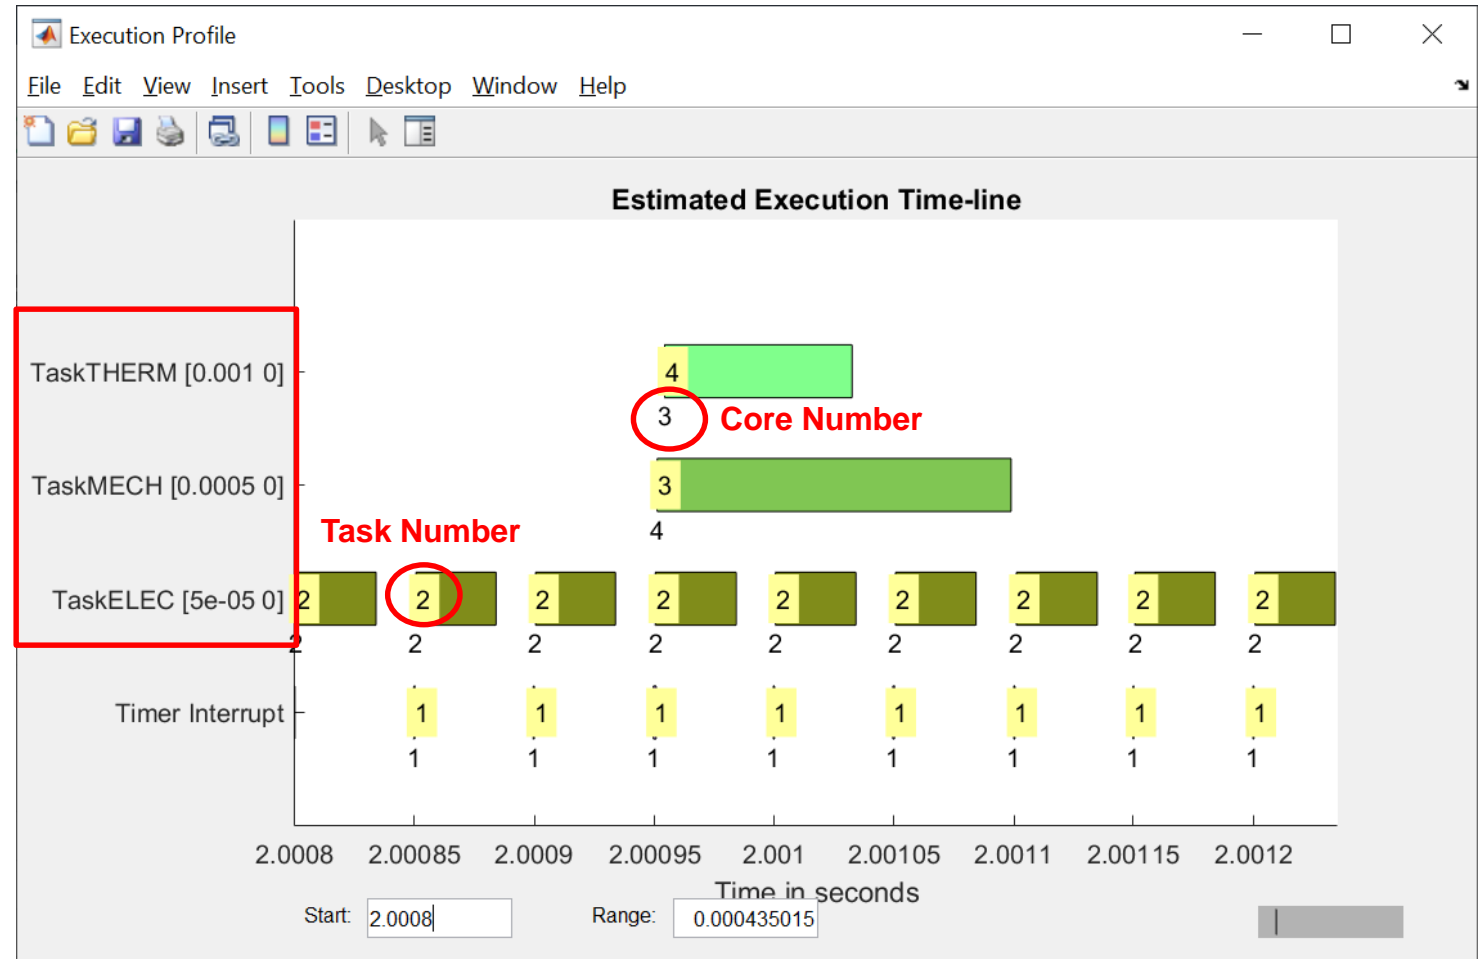 Execution Profile
File Edit View Insert Tools Desktop Window Help
Estimated Execution Time-line
TaskTHERM [0.001 0]
4
3 Core Number
TaskMECH [0.0005 0]
3
4
Task Number
TaskELEC [5e-05 0] 2 2 2 2 2 2 2 2 2
2 2 2 2 2 2 2 2 2
Timer Interrupt 1 1 1 1 1 1 1 1
1 1 1 1 1 1 1 1
2.0008 2.00085 2.0009 2.00095 2.001 2.00105 2.0011 2.00115 2.0012
Time in seconds
Start: 2.0008 Range: 0.000435015